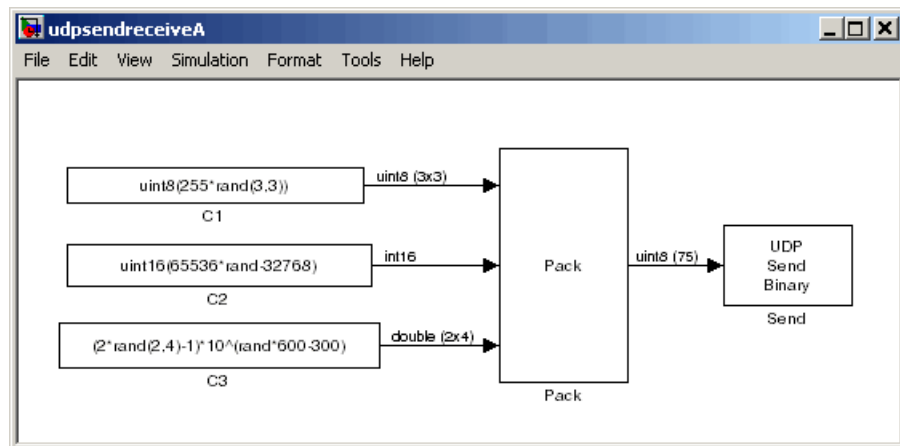 udpsendreceiveA
File Edit View Simulation Format Tools Help
uint8(255*rand(3,3))
uint8 (3x3)
C1
uint16(65536*rand-32768)
int16
C2
Pack
uint8 (75)
UDP
Send
Binary
Send
(2*rand(2,4)-1)*10^(rand*600-300)
double (2x4)
C3
Pack